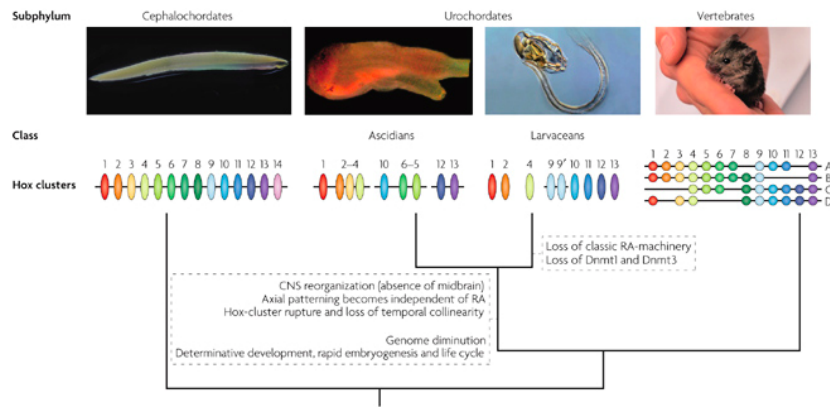 Subphylum Cephalochordates Urochordates Vertebrates
Class Ascidians Larvaceans
1 2 3 4 5 6 7 8 9 10 11 12 13 14
1 2–4 10 6–5 12 13
1 2 4 9 9' 10 11 12 13
1 2 3 4 5 6 7 8 9 10 11 12 13
Hox clusters
A
B
C
D
Loss of classic RA-machinery
Loss of Dnmt1 and Dnmt3
CNS reorganization (absence of midbrain)
Axial patterning becomes independent of RA
Hox-cluster rupture and loss of temporal collinearity
Genome diminution
Determinative development, rapid embryogenesis and life cycle